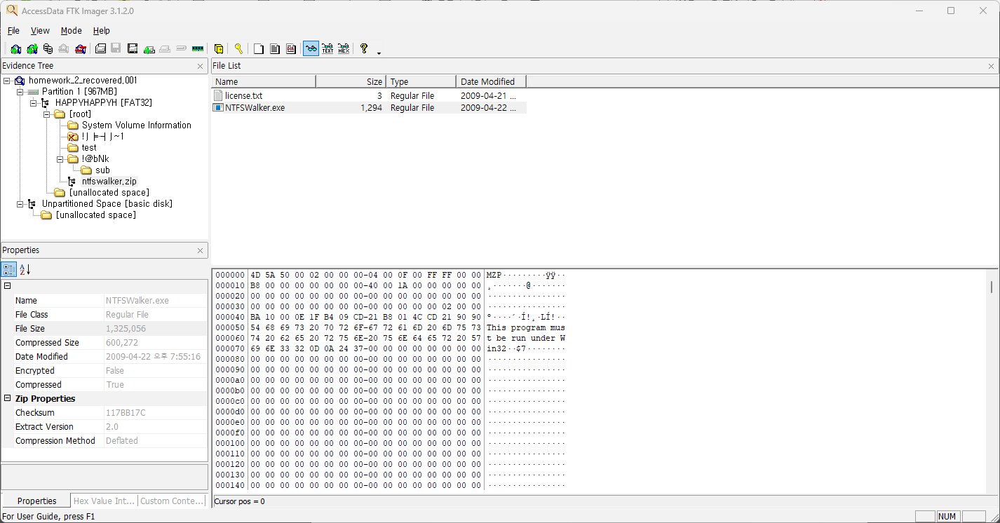 AccessData FTK Imager 3.1.2.0
File View Mode Help
Evidence Tree
homework_2_recovered,001
Partition 1 [967MB]
HAPPYHAPPYH [FAT32]
[root]
System Volume Information
test
!@bNk
sub
ntfswalker,zip
[unallocated space]
Unpartitioned Space [basic disk]
[unallocated space]
File List
Name Size Type Date Modified
license.txt 3 Regular File 2009-04-21 ...
NTFSWalker.exe 1,294 Regular File 2009-04-22 ...
Properties
Name NTFSWalker.exe
File Class Regular File
File Size 1,325,056
Compressed Size 600,272
Date Modified 2009-04-22 오후 7:55:16
Encrypted False
Compressed True
Zip Properties
Checksum 117BB17C
Extract Version 2.0
Compression Method Deflated
Properties Hex Value Int... Custom Conte...
000000 4D 5A 50 00 02 00 00 00-04 00 0F 00 FF FF 00 00 MZP·········ÿÿ··
000010 B8 00 00 00 00 00 00 00-40 00 1A 00 00 00 00 00 ¸·······@·······
000020 00 00 00 00 00 00 00 00-00 00 00 00 00 00 00 00 ················
000030 00 00 00 00 00 00 00 00-00 00 00 00 00 02 00 00 ················
000040 BA 10 00 0E 1F B4 09 CD-21 B8 01 4C CD 21 90 90 º····´·Í!¸·LÍ!··
000050 54 68 69 73 20 70 72 6F-67 72 61 6D 20 6D 75 73 This program mus
000060 74 20 62 65 20 72 75 6E-20 75 6E 64 65 72 20 57 t be run under W
000070 69 6E 33 32 0D 0A 24 37-00 00 00 00 00 00 00 00 in32··$7········
000080 00 00 00 00 00 00 00 00-00 00 00 00 00 00 00 00 ················
000090 00 00 00 00 00 00 00 00-00 00 00 00 00 00 00 00 ················
0000a0 00 00 00 00 00 00 00 00-00 00 00 00 00 00 00 00 ················
0000b0 00 00 00 00 00 00 00 00-00 00 00 00 00 00 00 00 ················
0000c0 00 00 00 00 00 00 00 00-00 00 00 00 00 00 00 00 ················
0000d0 00 00 00 00 00 00 00 00-00 00 00 00 00 00 00 00 ················
0000e0 00 00 00 00 00 00 00 00-00 00 00 00 00 00 00 00 ················
0000f0 00 00 00 00 00 00 00 00-00 00 00 00 00 00 00 00 ················
000100 00 00 00 00 00 00 00 00-00 00 00 00 00 00 00 00 ················
000110 00 00 00 00 00 00 00 00-00 00 00 00 00 00 00 00 ················
000120 00 00 00 00 00 00 00 00-00 00 00 00 00 00 00 00 ················
000130 00 00 00 00 00 00 00 00-00 00 00 00 00 00 00 00 ················
000140 00 00 00 00 00 00 00 00-00 00 00 00 00 00 00 00 ················
Cursor pos = 0
For User Guide, press F1
NUM